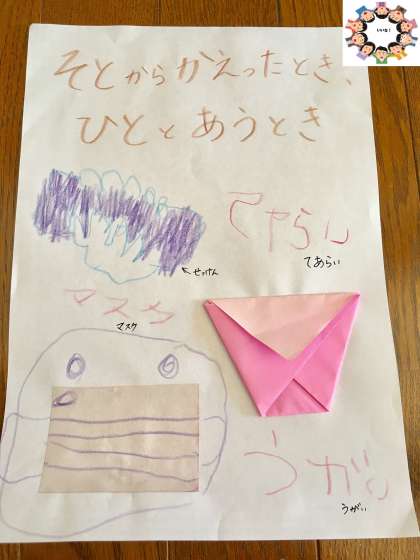 そとからかえったとき、
ひととあうとき
てあらい
←せっけん
てあらい
マスク
マスク
うがい
うがい